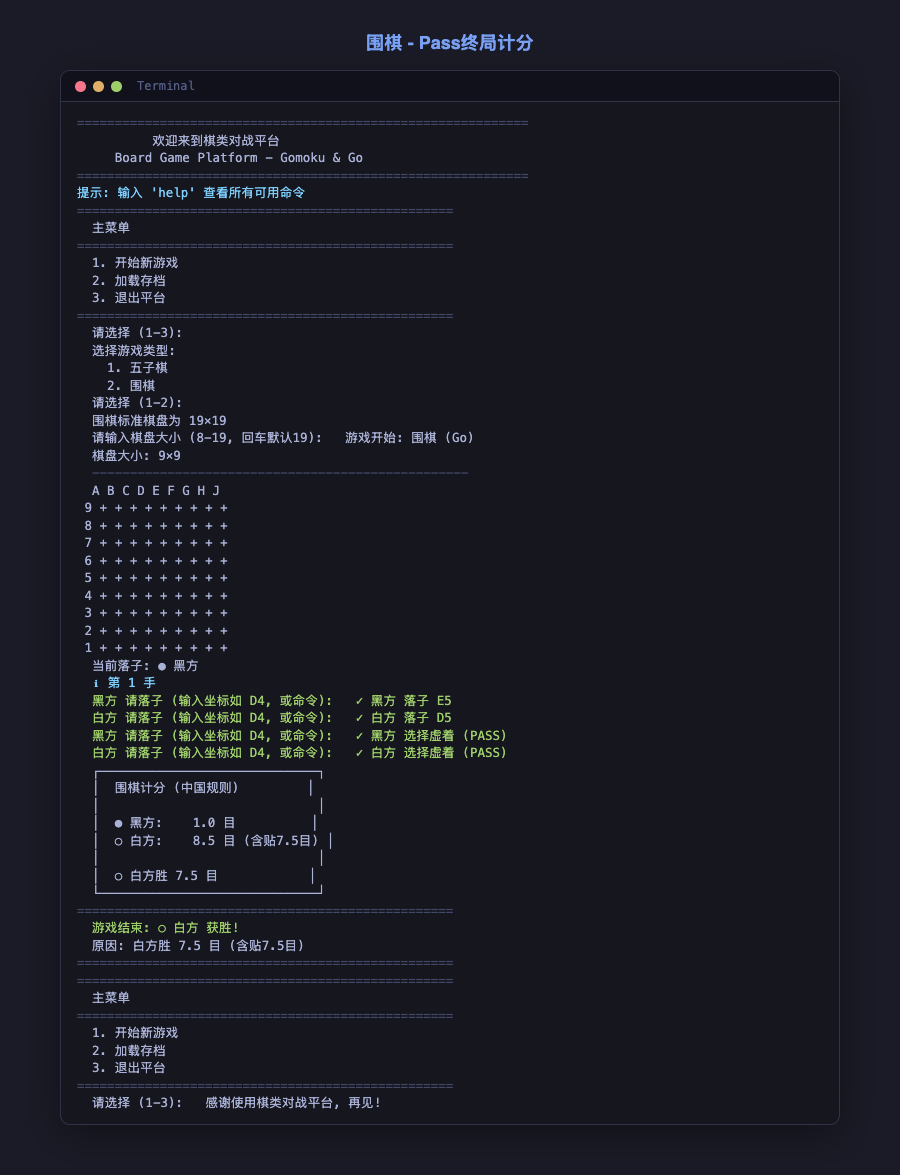 围棋 - Pass终局计分
Terminal
============================================================
欢迎来到棋类对战平台
Board Game Platform - Gomoku & Go
============================================================
提示: 输入 'help' 查看所有可用命令
==================================================
主菜单
==================================================
1. 开始新游戏
2. 加载存档
3. 退出平台
==================================================
请选择 (1-3):
选择游戏类型:
1. 五子棋
2. 围棋
请选择 (1-2):
围棋标准棋盘为 19×19
请输入棋盘大小 (8-19, 回车默认19):   游戏开始: 围棋 (Go)
棋盘大小: 9×9
──────────────────────────────────────────────────
A B C D E F G H J
9 + + + + + + + + +
8 + + + + + + + + +
7 + + + + + + + + +
6 + + + + + + + + +
5 + + + + + + + + +
4 + + + + + + + + +
3 + + + + + + + + +
2 + + + + + + + + +
1 + + + + + + + + +
当前落子: ● 黑方
ℹ 第 1 手
黑方 请落子 (输入坐标如 D4, 或命令):   ✓ 黑方 落子 E5
白方 请落子 (输入坐标如 D4, 或命令):   ✓ 白方 落子 D5
黑方 请落子 (输入坐标如 D4, 或命令):   ✓ 黑方 选择虚着 (PASS)
白方 请落子 (输入坐标如 D4, 或命令):   ✓ 白方 选择虚着 (PASS)
┌─────────────────────────────┐
│  围棋计分 (中国规则)         │
│                             │
│  ● 黑方:    1.0 目          │
│  ○ 白方:    8.5 目 (含贴7.5目) │
│                             │
│  ○ 白方胜 7.5 目            │
└─────────────────────────────┘
==================================================
游戏结束: ○ 白方 获胜!
原因: 白方胜 7.5 目 (含贴7.5目)
==================================================
==================================================
主菜单
==================================================
1. 开始新游戏
2. 加载存档
3. 退出平台
==================================================
请选择 (1-3):   感谢使用棋类对战平台, 再见!